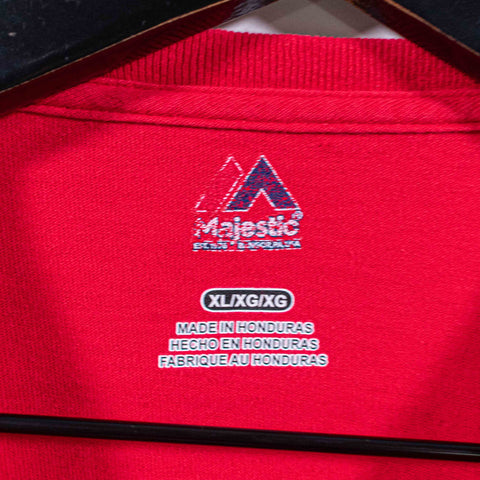 Majestic®
XL/XG/XG
MADE IN HONDURAS
HECHO EN HONDURAS
FABRIQUE AU HONDURAS